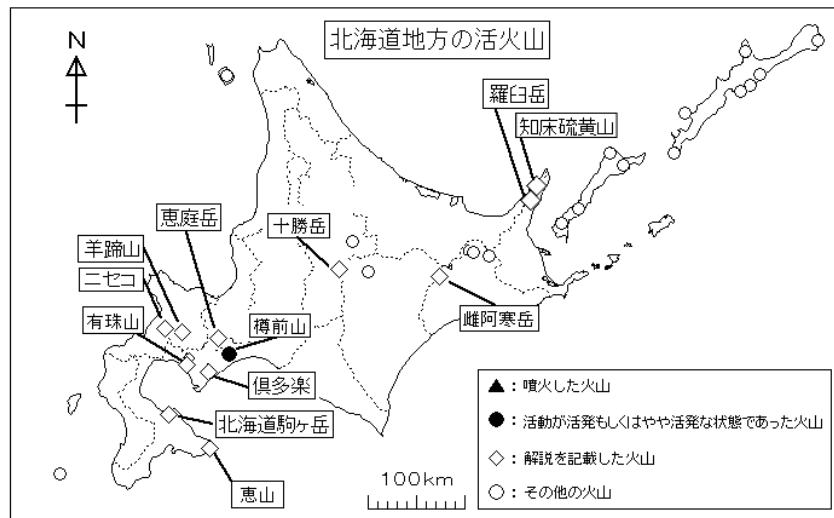 北海道地方の活火山
N
羅臼岳
知床硫黄山
恵庭岳
十勝岳
羊蹄山
ニセコ
有珠山
樽前山
雌阿寒岳
倶多楽
北海道駒ヶ岳
恵山
100km
▲：噴火した火山
●：活動が活発もしくはやや活発な状態であった火山
◇：解説を記載した火山
○：その他の火山